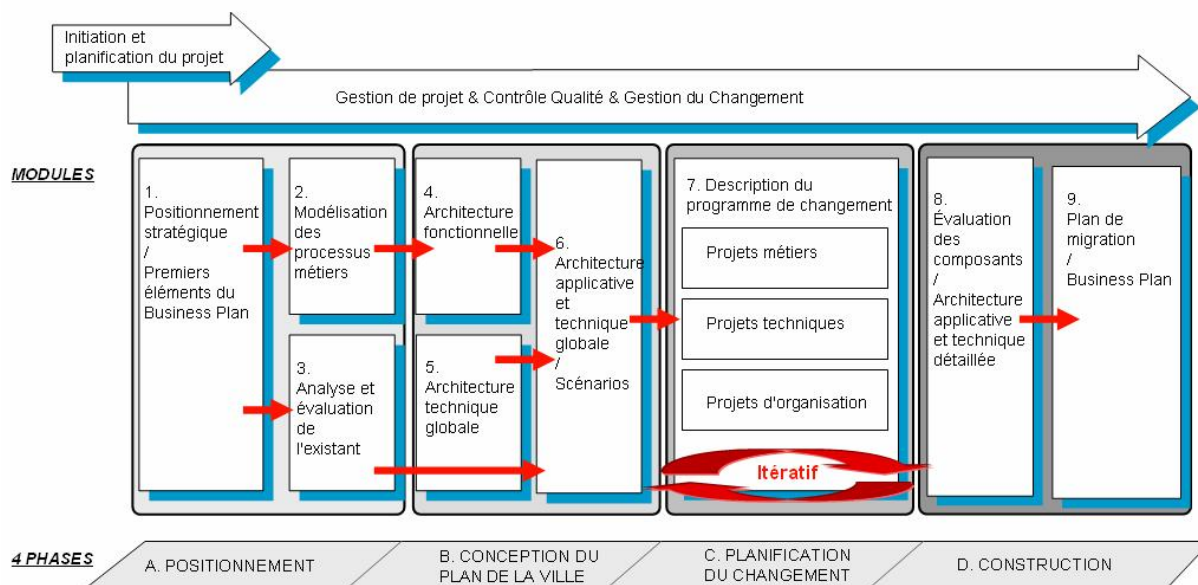 Initiation et
planification du projet
Gestion de projet & Contrôle Qualité & Gestion du Changement
MODULES
1.
Positionnement
stratégique
/
Premiers
éléments du
Business Plan
2.
Modélisation
des
processus
métiers
3.
Analyse et
évaluation
de
l'existant
4.
Architecture
fonctionnelle
5.
Architecture
technique
globale
6.
Architecture
applicative
et
technique
globale
/
Scénarios
7. Description du
programme de changement
Projets métiers
Projets techniques
Projets d'organisation
Itératif
8.
Évaluation
des
composants
/
Architecture
applicative
et technique
détaillée
9.
Plan de
migration
/
Business Plan
4 PHASES
A. POSITIONNEMENT
B. CONCEPTION DU
PLAN DE LA VILLE
C. PLANIFICATION
DU CHANGEMENT
D. CONSTRUCTION